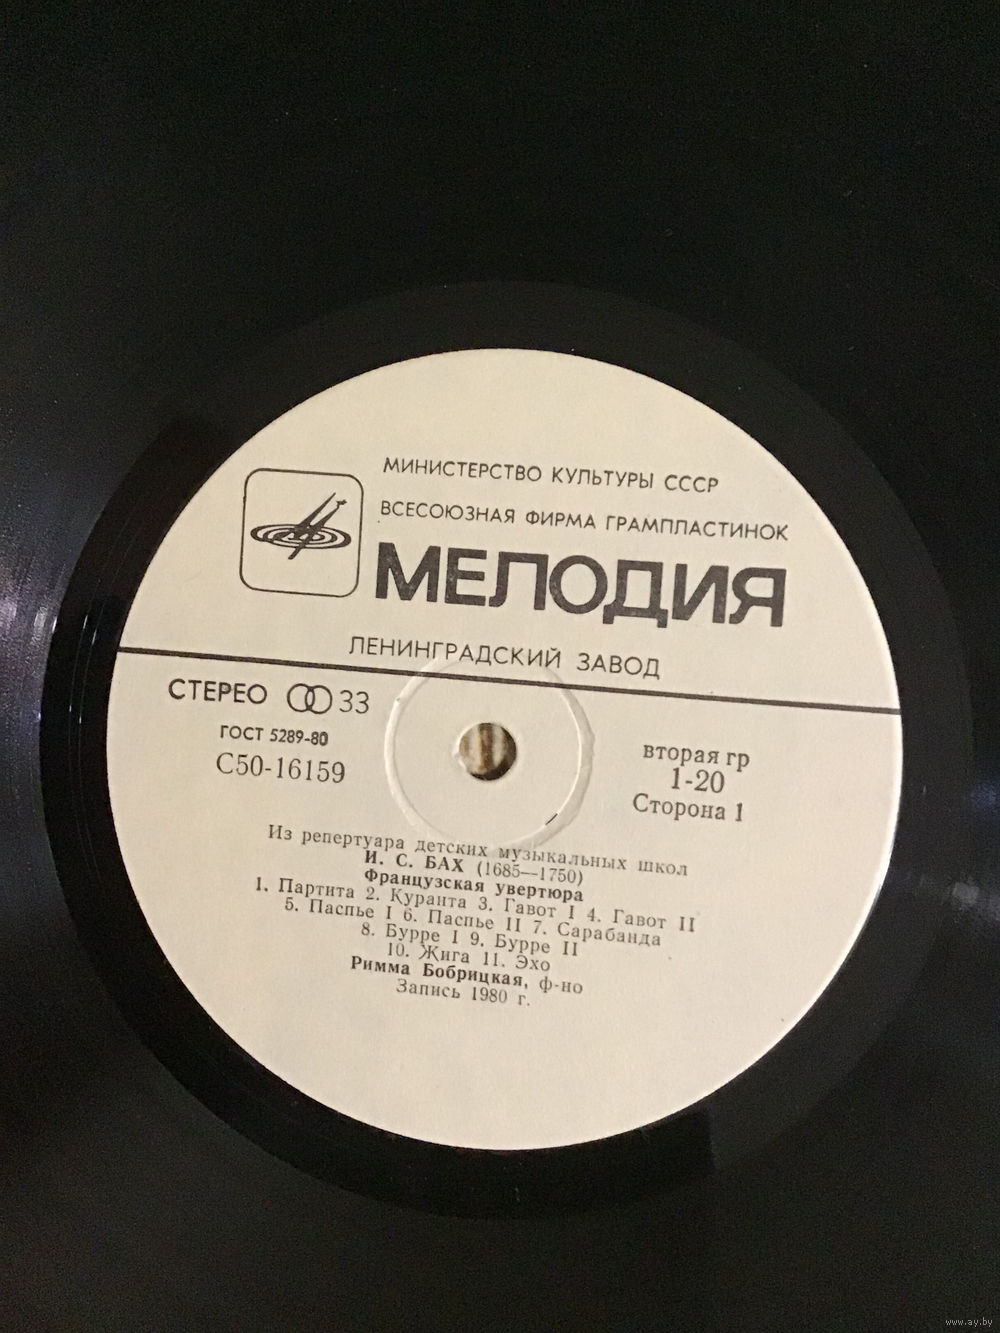 МИНИСТЕРСТВО КУЛЬТУРЫ СССР
ВСЕСОЮЗНАЯ ФИРМА ГРАМПЛАСТИНОК
МЕЛОДИЯ
ЛЕНИНГРАДСКИЙ ЗАВОД
СТЕРЕО 33
ГОСТ 5289-80
С50-16159
вторая гр
1-20
Сторона 1
Из репертуара детских музыкальных школ
И. С. БАХ (1685—1750)
Французская увертюра
1. Партита 2. Куранта 3. Гавот I 4. Гавот II
5. Паспье I 6. Паспье II 7. Сарабанда
8. Бурре I 9. Бурре II
10. Жига 11. Эхо
Римма Бобрицкая, ф-но
Запись 1980 г.
www.ay.by